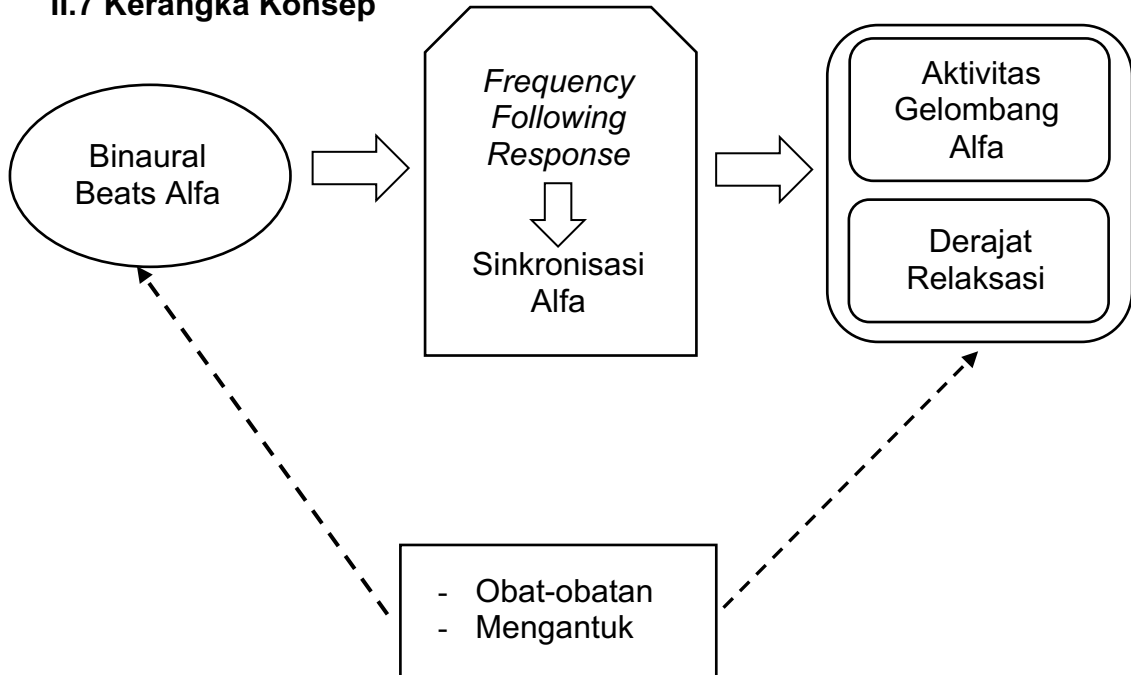 II.7 Kerangka Konsep
Binaural
Beats Alfa
Frequency
Following
Response
Sinkronisasi
Alfa
Aktivitas
Gelombang
Alfa
Derajat
Relaksasi
- Obat-obatan
- Mengantuk